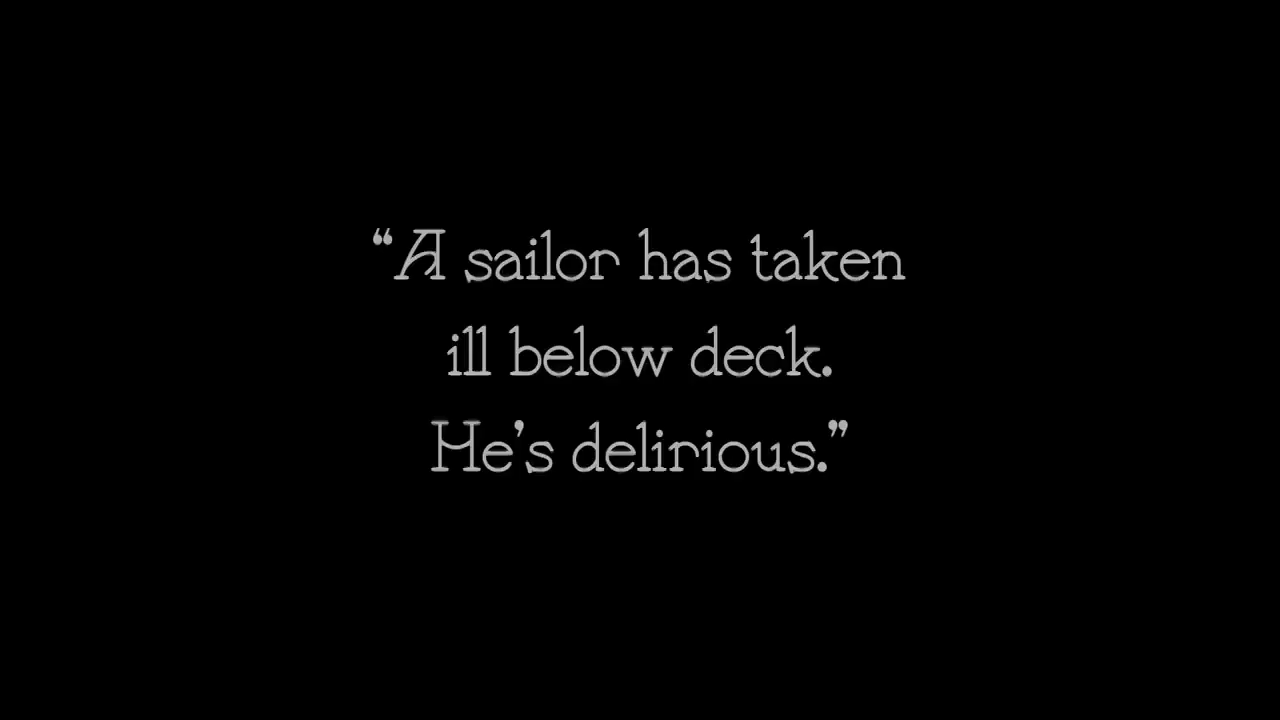 “A sailor has taken
ill below deck.
He’s delirious.”